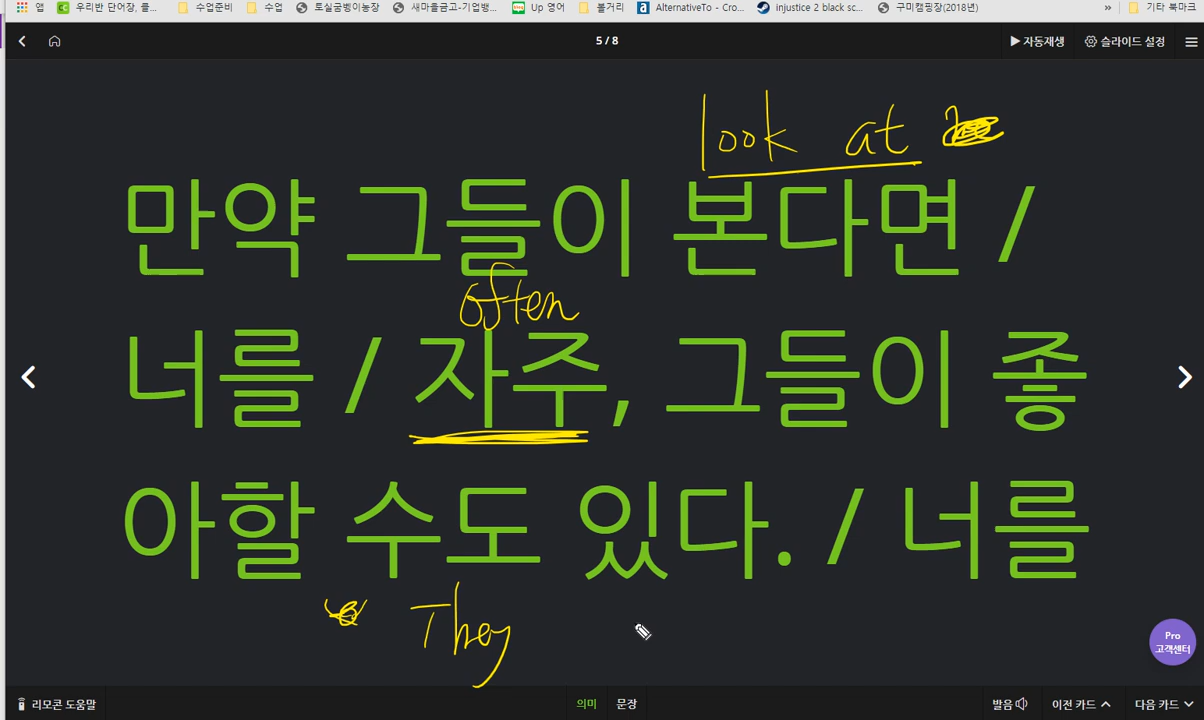 앱 우리반 단어장, 클... 수업준비 수업 토실굼벵이농장 새마을금고-기업뱅... Up 영어 볼거리 AlternativeTo - Cro... injustice 2 black sc... 구미캠핑장(2018년) » 기타 북마크
5 / 8 자동재생 슬라이드 설정
look at
만약 그들이 본다면 /
often
너를 / 자주, 그들이 좋
아할 수도 있다. / 너를
They
Pro
고객센터
리모콘 도움말 의미 문장 발음 이전 카드 다음 카드